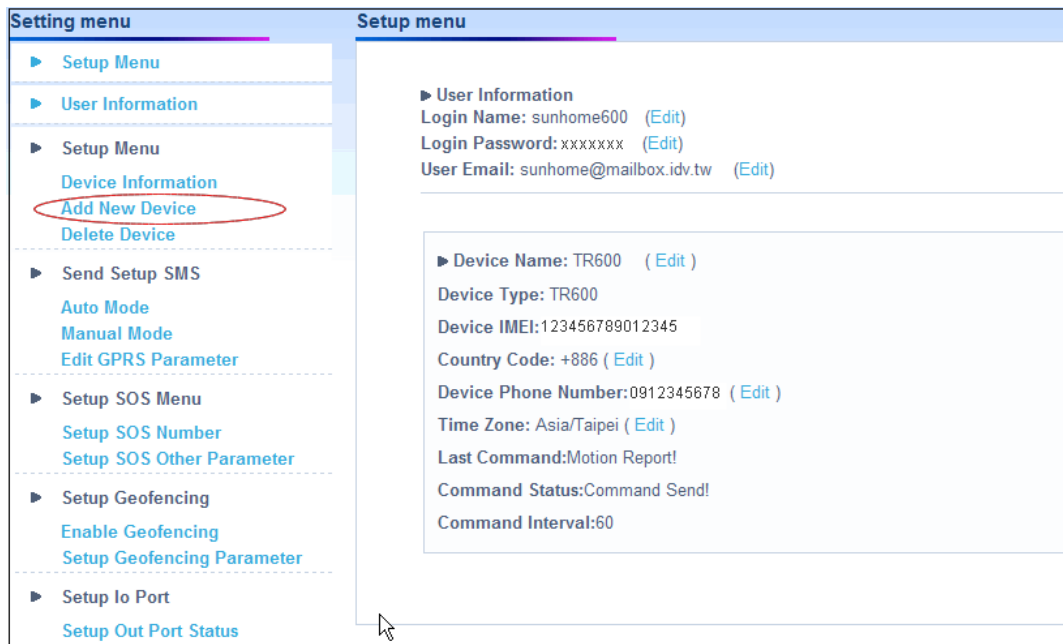 Setting menu
Setup Menu
User Information
Setup Menu
Device Information
Add New Device
Delete Device
Send Setup SMS
Auto Mode
Manual Mode
Edit GPRS Parameter
Setup SOS Menu
Setup SOS Number
Setup SOS Other Parameter
Setup Geofencing
Enable Geofencing
Setup Geofencing Parameter
Setup Io Port
Setup Out Port Status
Setup menu
User Information
Login Name: sunhome600 (Edit)
Login Password: xxxxxxx (Edit)
User Email: sunhome@mailbox.idv.tw (Edit)
Device Name: TR600 ( Edit )
Device Type: TR600
Device IMEI:123456789012345
Country Code: +886 ( Edit )
Device Phone Number:0912345678 ( Edit )
Time Zone: Asia/Taipei ( Edit )
Last Command:Motion Report!
Command Status:Command Send!
Command Interval:60